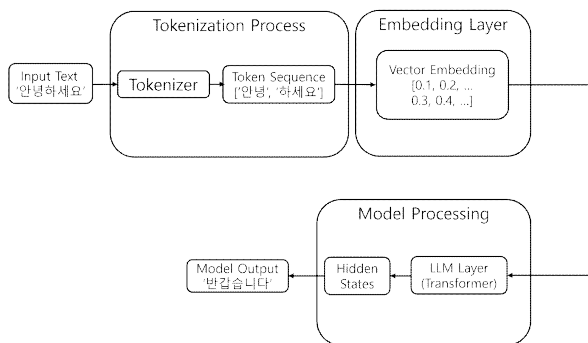 Tokenization Process
Embedding Layer
Input Text
'안녕하세요'
Tokenizer
Token Sequence
['안녕', '하세요']
Vector Embedding
[0.1, 0.2, ...
0.3, 0.4, ...]
Model Processing
Model Output
'반갑습니다'
Hidden
States
LLM Layer
(Transformer)